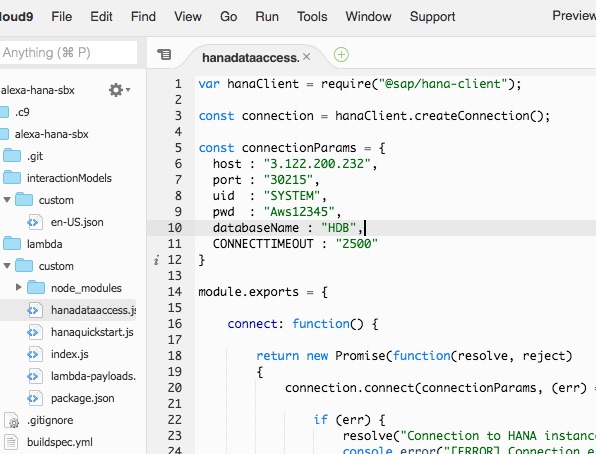 loud9 File Edit Find View Go Run Tools Window Support Preview
Anything (⌘ P)
hanadataaccess. ×
alexa-hana-sbx
.c9
alexa-hana-sbx
.git
interactionModels
custom
en-US.json
lambda
custom
node_modules
hanadataaccess.js
hanaquickstart.js
index.js
lambda-payloads.
package.json
.gitignore
buildspec.yml
1 var hanaClient = require("@sap/hana-client");
2
3 const connection = hanaClient.createConnection();
4
5 const connectionParams = {
6 host : "3.122.200.232",
7 port : "30215",
8 uid : "SYSTEM",
9 pwd : "Aws12345",
10 databaseName : "HDB",
11 CONNECTTIMEOUT : "2500"
i 12 }
13
14 module.exports = {
15
16 connect: function() {
17
18 return new Promise(function(resolve, reject)
19 {
20 connection.connect(connectionParams, (err) =
21
22 if (err) {
23 resolve("Connection to HANA instanc
24 console.error("[ERROR] Connection e